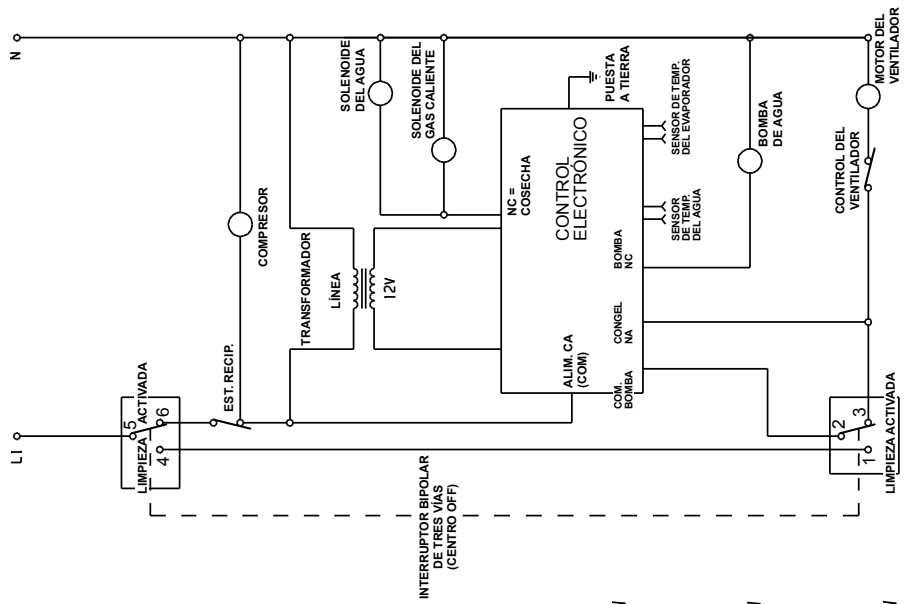 N
L1
LIMPIEZA ACTIVADA
5
6
4
EST. RECIP.
COMPRESOR
TRANSFORMADOR
LÍNEA
12V
SOLENOIDE
DEL AGUA
SOLENOIDE DEL
GAS CALIENTE
NC =
COSECHA
CONTROL
ELECTRÓNICO
PUESTA
A TIERRA
ALIM. CA
(COM)
COM.
BOMBA
CONGEL
NA
BOMBA
NC
SENSOR
DE TEMP.
DEL AGUA
SENSOR DE TEMP.
DEL EVAPORADOR
BOMBA
DE AGUA
CONTROL DEL
VENTILADOR
MOTOR DEL
VENTILADOR
2
3
1
LIMPIEZA ACTIVADA
INTERRUPTOR BIPOLAR
DE TRES VÍAS
(CENTRO OFF)